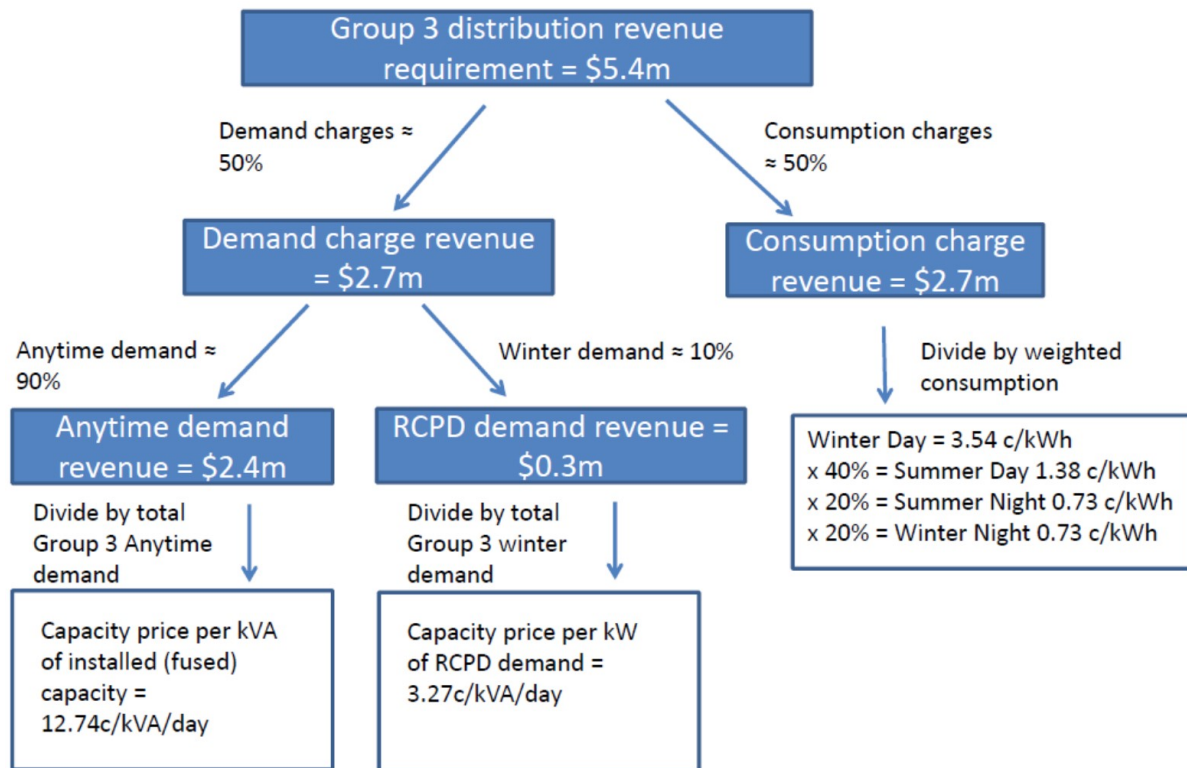 Group 3 distribution revenue
requirement = $5.4m
Demand charges ≈
50%
Consumption charges
≈ 50%
Demand charge revenue
= $2.7m
Consumption charge
revenue = $2.7m
Anytime demand ≈
90%
Winter demand ≈ 10%
Divide by weighted
consumption
Anytime demand
revenue = $2.4m
RCPD demand revenue =
$0.3m
Winter Day = 3.54 c/kWh
x 40% = Summer Day 1.38 c/kWh
x 20% = Summer Night 0.73 c/kWh
x 20% = Winter Night 0.73 c/kWh
Divide by total
Group 3 Anytime
demand
Divide by total
Group 3 winter
demand
Capacity price per kVA
of installed (fused)
capacity =
12.74c/kVA/day
Capacity price per kW
of RCPD demand =
3.27c/kVA/day